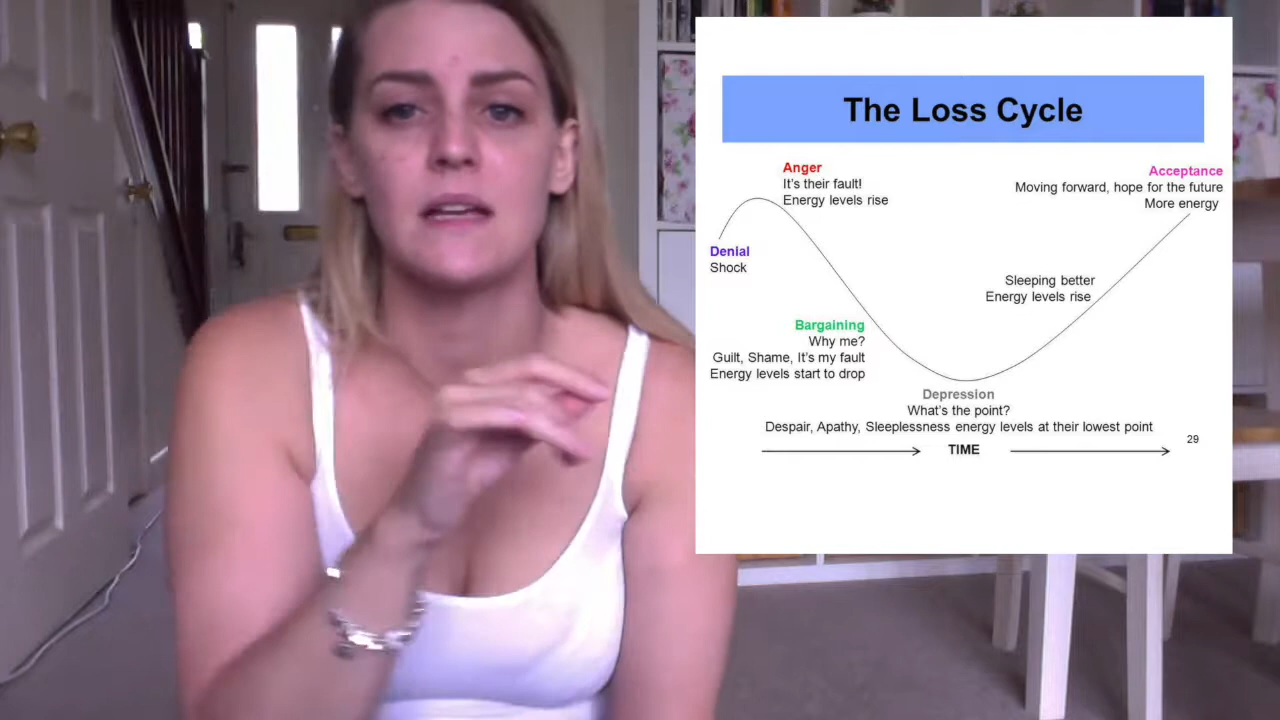 The Loss Cycle
Anger
It's their fault!
Energy levels rise
Acceptance
Moving forward, hope for the future
More energy
Denial
Shock
Sleeping better
Energy levels rise
Bargaining
Why me?
Guilt, Shame, It's my fault
Energy levels start to drop
Depression
What's the point?
Despair, Apathy, Sleeplessness energy levels at their lowest point
29
TIME